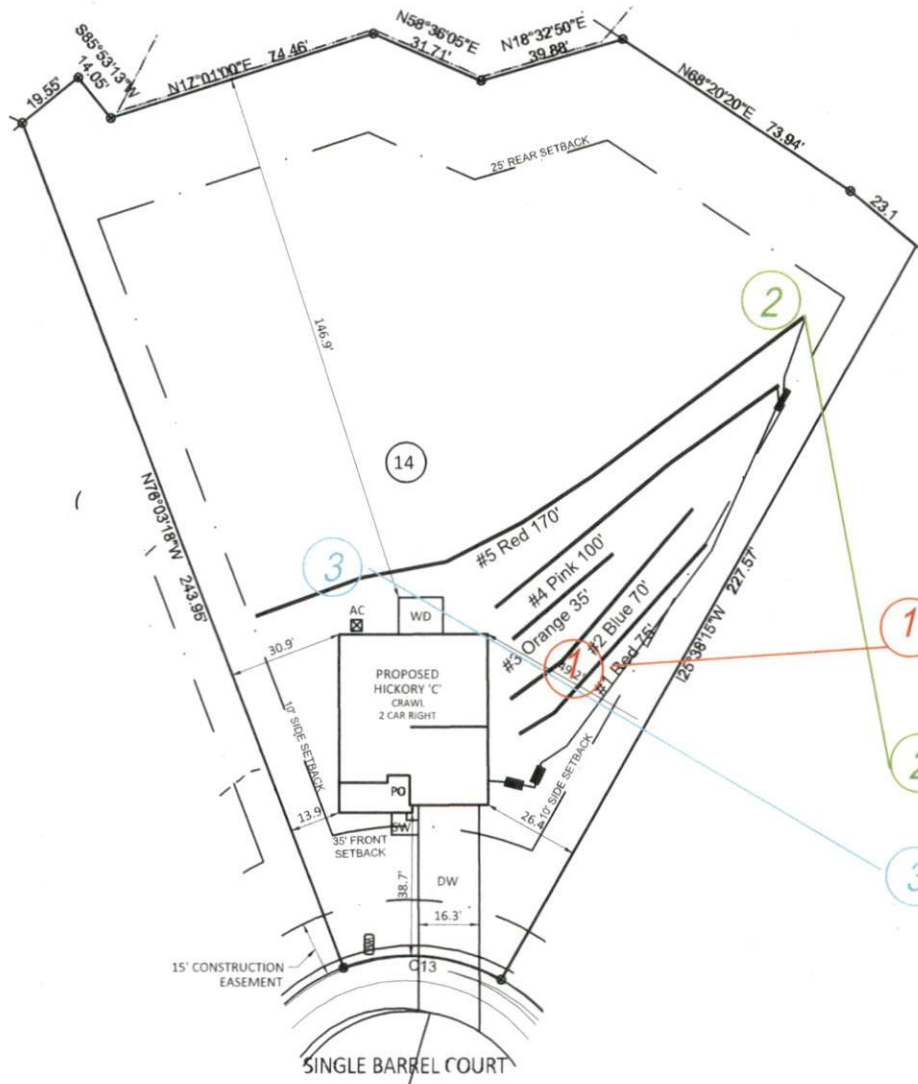 S85°53'13"W
14.05'
19.55'
N17°01'00"E 74.46'
N58°36'05"E
31.71'
N18°32'50"E
39.88'
N68°20'20"E 73.94'
23.1
25' REAR SETBACK
2
146.9'
14
#5 Red 170'
#4 Pink 100'
#3 Orange 35'
#2 Blue 70'
#1 Red 75'
3
1
1
49.2'
227.57'
N76°03'18"W 243.96'
AC
WD
30.9'
PROPOSED
HICKORY 'C'
CRAWL
2 CAR RIGHT
2
10' SIDE SETBACK
10' SIDE SETBACK
PO
SW
13.9'
26.4'
35' FRONT
SETBACK
38.7'
DW
16.3'
3
15' CONSTRUCTION
EASEMENT
C13
SINGLE BARREL COURT